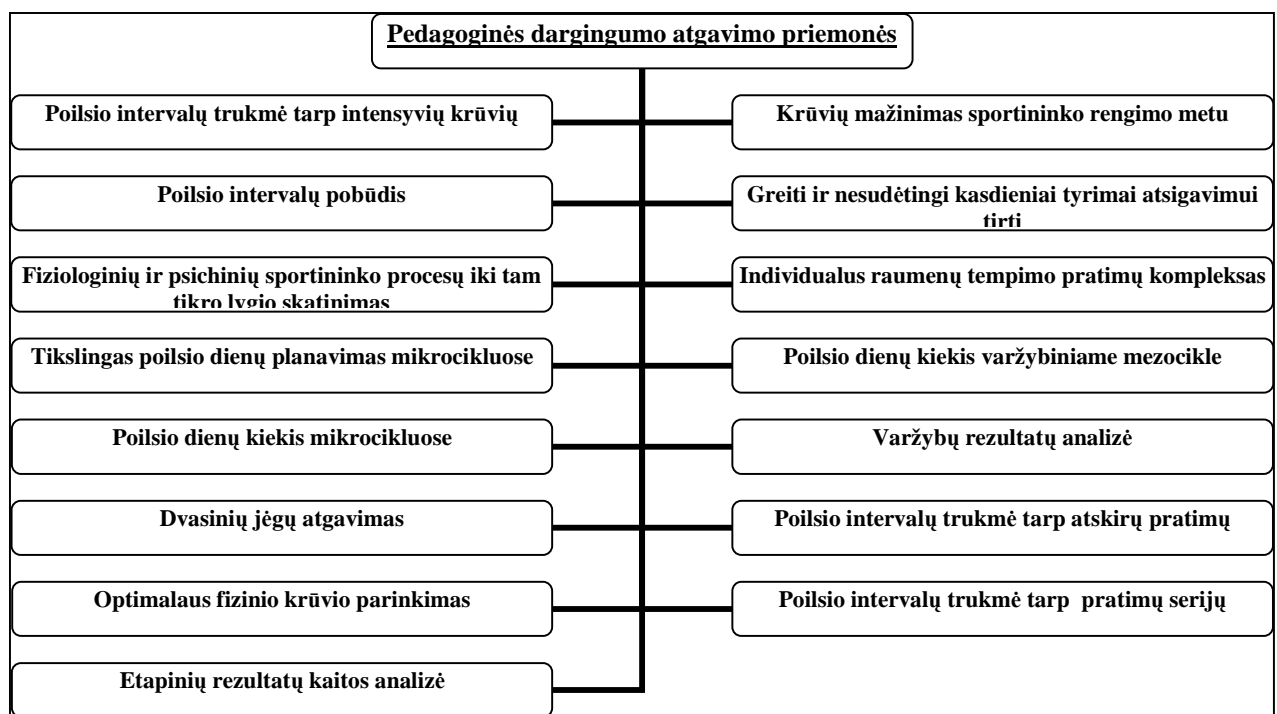 Pedagoginės dargingumo atgavimo priemonės
Poilsio intervalų trukmė tarp intensyvių krūvių
Krūvių mažinimas sportininko rengimo metu
Poilsio intervalų pobūdis
Greiti ir nesudėtingi kasdieniai tyrimai atsigavimui
tirti
Fiziologinių ir psichinių sportininko procesų iki tam
tikro lygio skatinimas
Individualus raumenų tempimo pratimų kompleksas
Tikslingas poilsio dienų planavimas mikrocikluose
Poilsio dienų kiekis varžybiniame mezocikle
Poilsio dienų kiekis mikrocikluose
Varžybų rezultatų analizė
Dvasinių jėgų atgavimas
Poilsio intervalų trukmė tarp atskirų pratimų
Optimalaus fizinio krūvio parinkimas
Poilsio intervalų trukmė tarp pratimų serijų
Etapinių rezultatų kaitos analizė